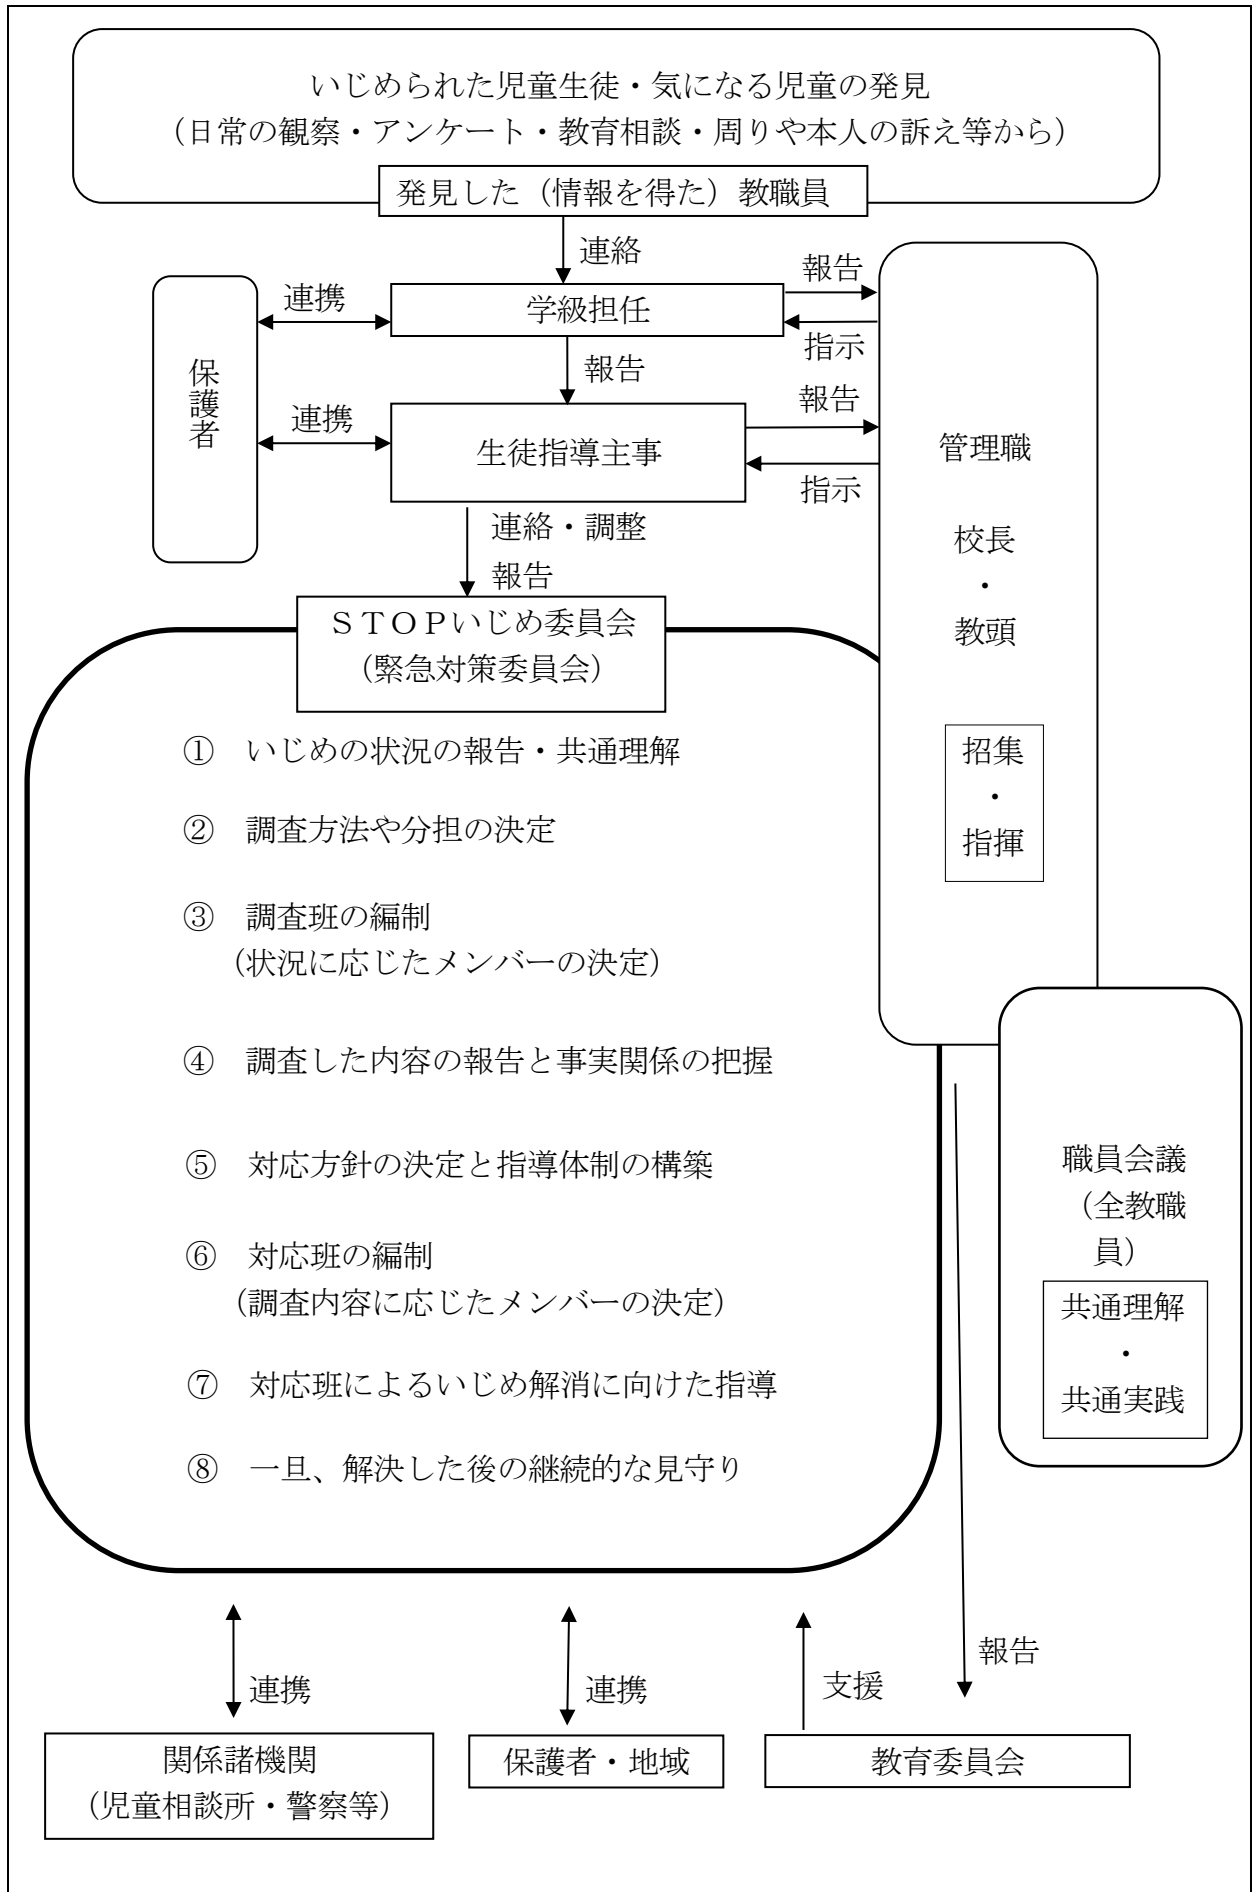 いじめられた児童生徒・気になる児童の発見
（日常の観察・アンケート・教育相談・周りや本人の訴え等から）
発見した（情報を得た）教職員
連絡
報告
連携
学級担任
指示
保護者
報告
報告
連携
生徒指導主事
管理職
指示
連絡・調整
校長
報告
・
教頭
ＳＴＯＰいじめ委員会
（緊急対策委員会）
① いじめの状況の報告・共通理解
招集
・
指揮
② 調査方法や分担の決定
③ 調査班の編制
（状況に応じたメンバーの決定）
④ 調査した内容の報告と事実関係の把握
⑤ 対応方針の決定と指導体制の構築
職員会議
（全教職
員）
⑥ 対応班の編制
（調査内容に応じたメンバーの決定）
共通理解
・
共通実践
⑦ 対応班によるいじめ解消に向けた指導
⑧ 一旦、解決した後の継続的な見守り
連携
連携
支援
報告
関係諸機関
（児童相談所・警察等）
保護者・地域
教育委員会